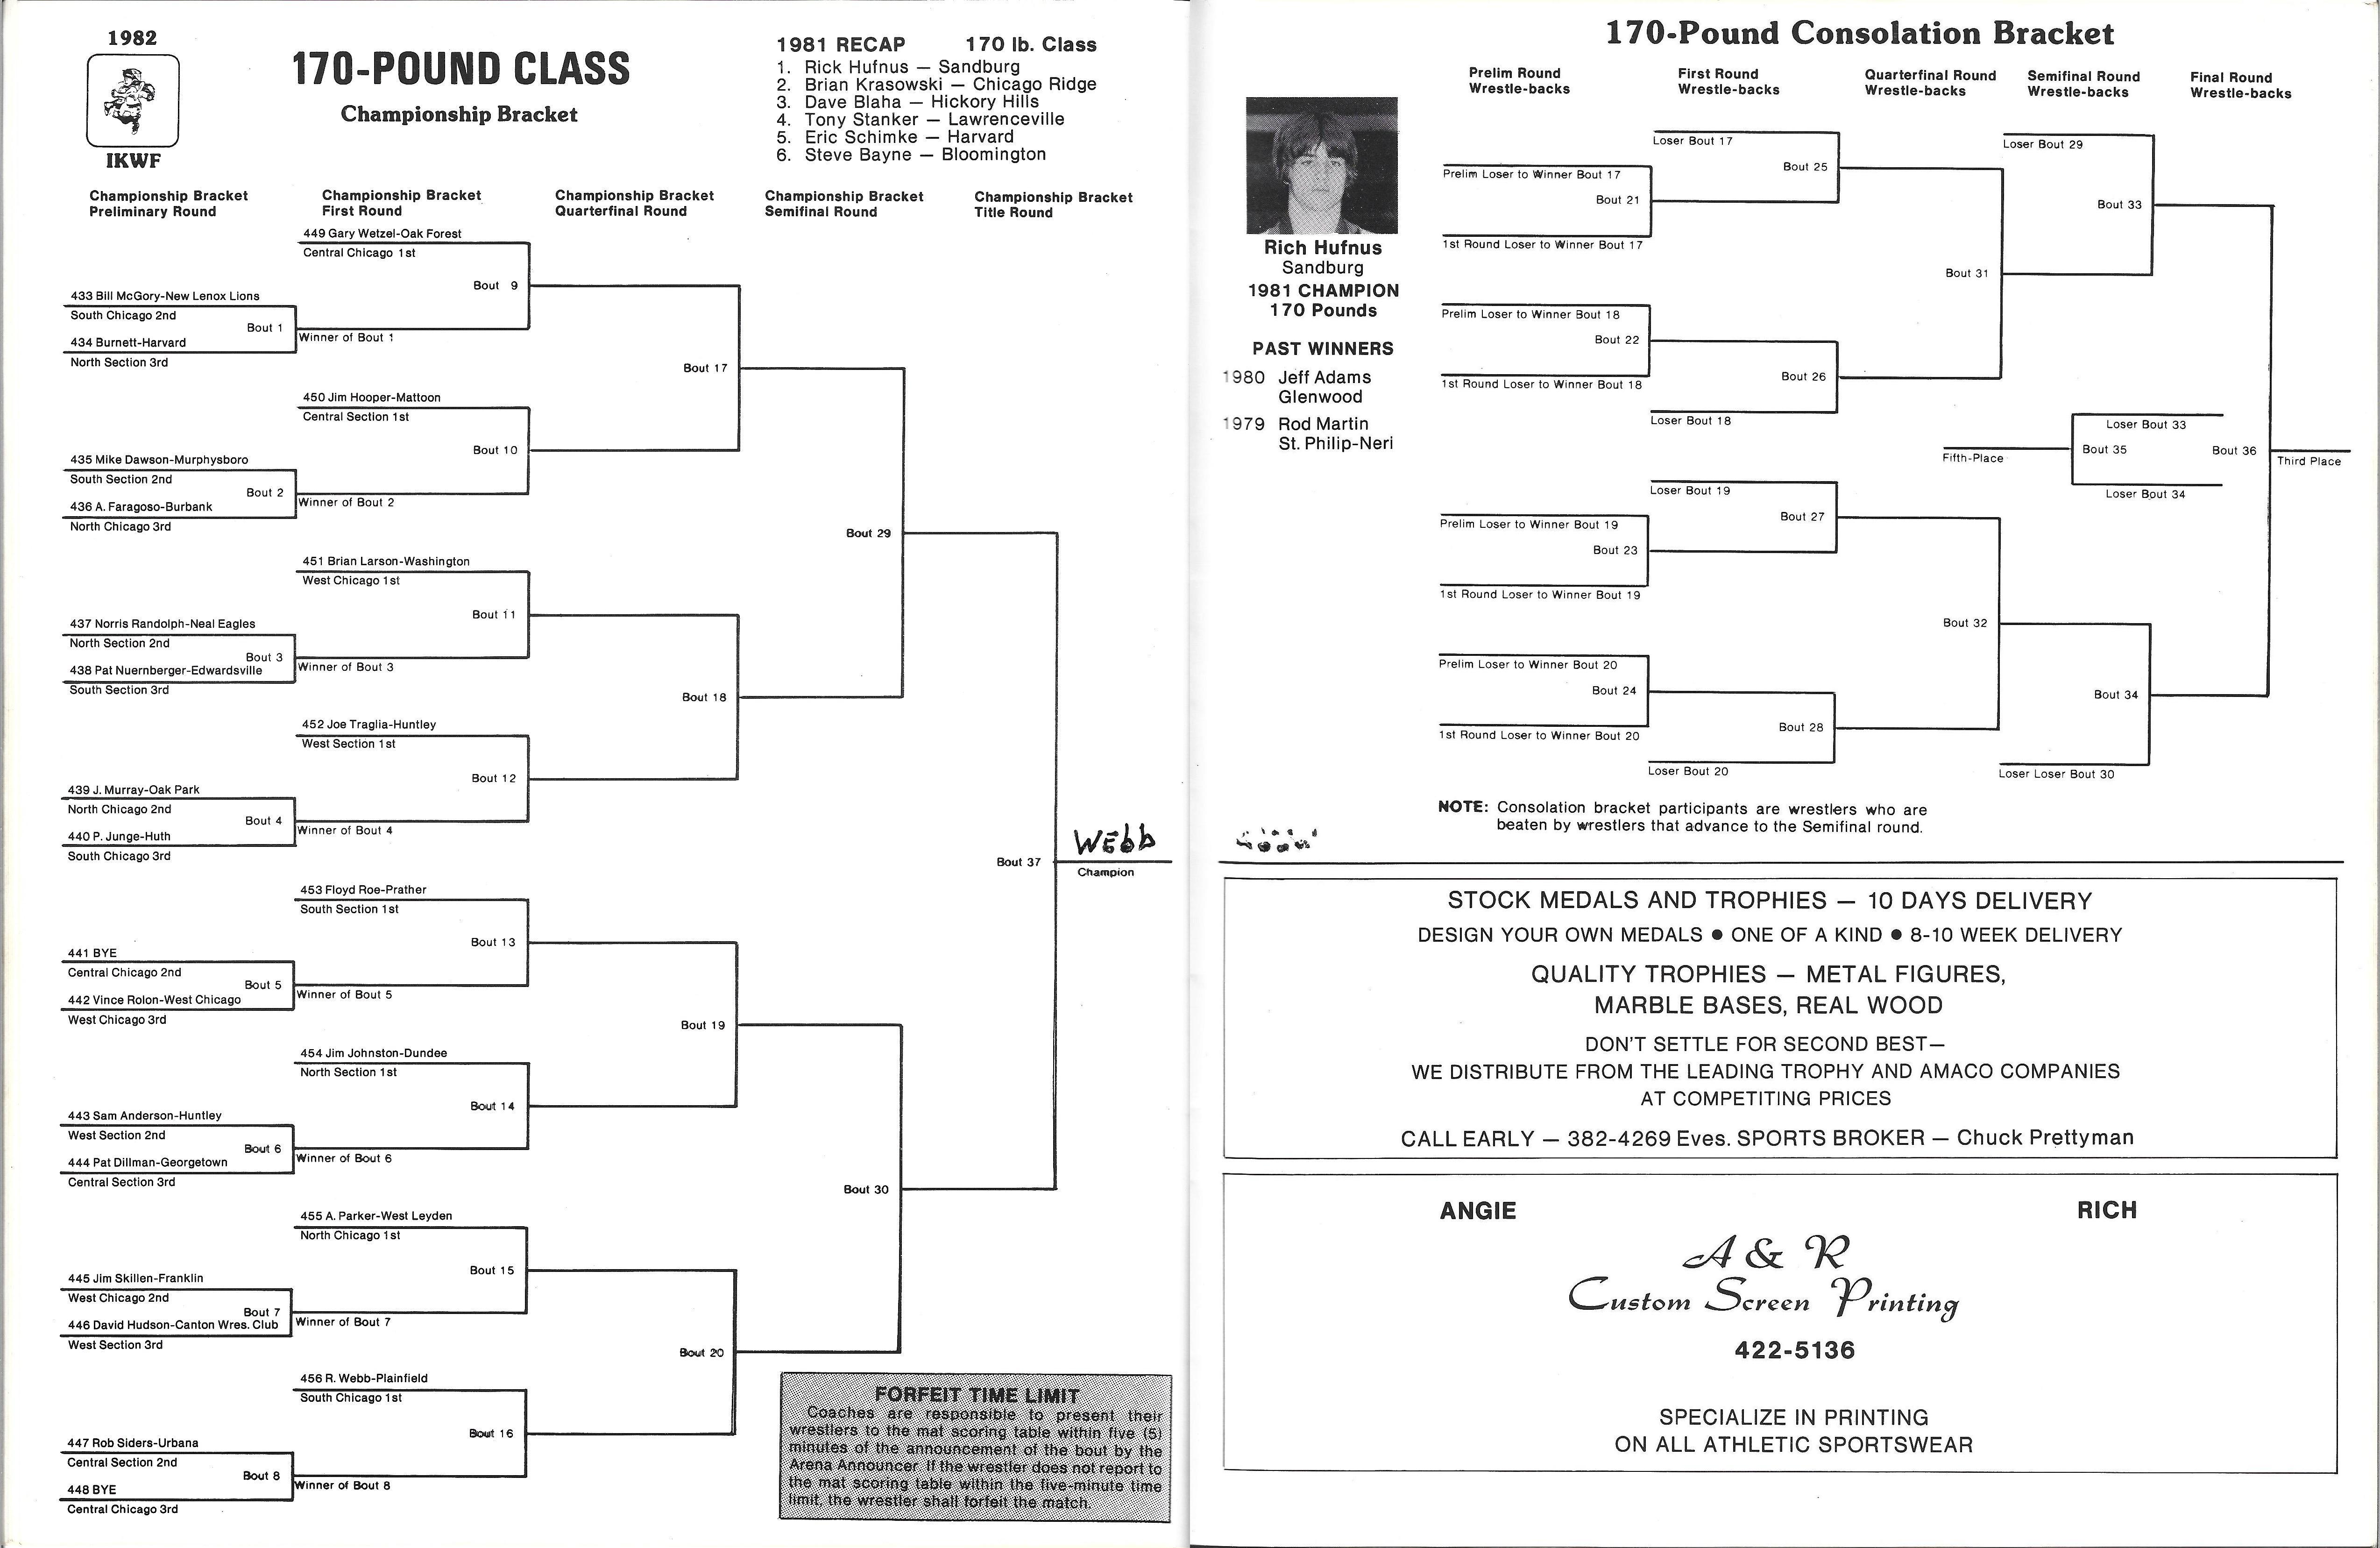 1982
IKWF
170-POUND CLASS
Championship Bracket
1981 RECAP 170 lb. Class
1. Rick Hufnus — Sandburg
2. Brian Krasowski — Chicago Ridge
3. Dave Blaha — Hickory Hills
4. Tony Stanker — Lawrenceville
5. Eric Schimke — Harvard
6. Steve Bayne — Bloomington
Championship Bracket
Preliminary Round
Championship Bracket
First Round
Championship Bracket
Quarterfinal Round
Championship Bracket
Semifinal Round
Championship Bracket
Title Round
449 Gary Wetzel-Oak Forest
Central Chicago 1st
Bout 9
433 Bill McGory-New Lenox Lions
South Chicago 2nd
Bout 1
434 Burnett-Harvard
North Section 3rd
Winner of Bout 1
Bout 17
450 Jim Hooper-Mattoon
Central Section 1st
Bout 10
435 Mike Dawson-Murphysboro
South Section 2nd
Bout 2
436 A. Faragoso-Burbank
North Chicago 3rd
Winner of Bout 2
Bout 29
451 Brian Larson-Washington
West Chicago 1st
Bout 11
437 Norris Randolph-Neal Eagles
North Section 2nd
Bout 3
438 Pat Nuernberger-Edwardsville
South Section 3rd
Winner of Bout 3
Bout 18
452 Joe Traglia-Huntley
West Section 1st
Bout 12
439 J. Murray-Oak Park
North Chicago 2nd
Bout 4
440 P. Junge-Huth
South Chicago 3rd
Winner of Bout 4
Bout 37
WEbb
Champion
453 Floyd Roe-Prather
South Section 1st
Bout 13
441 BYE
Central Chicago 2nd
Bout 5
442 Vince Rolon-West Chicago
West Chicago 3rd
Winner of Bout 5
Bout 19
454 Jim Johnston-Dundee
North Section 1st
Bout 14
443 Sam Anderson-Huntley
West Section 2nd
Bout 6
444 Pat Dillman-Georgetown
Central Section 3rd
Winner of Bout 6
Bout 30
455 A. Parker-West Leyden
North Chicago 1st
Bout 15
445 Jim Skillen-Franklin
West Chicago 2nd
Bout 7
446 David Hudson-Canton Wres. Club
West Section 3rd
Winner of Bout 7
Bout 20
456 R. Webb-Plainfield
South Chicago 1st
Bout 16
447 Rob Siders-Urbana
Central Section 2nd
Bout 8
448 BYE
Central Chicago 3rd
Winner of Bout 8
FORFEIT TIME LIMIT
Coaches are responsible to present their
wrestlers to the mat scoring table within five (5)
minutes of the announcement of the bout by the
Arena Announcer. If the wrestler does not report to
the mat scoring table within the five-minute time
limit, the wrestler shall forfeit the match.
170-Pound Consolation Bracket
Prelim Round
Wrestle-backs
First Round
Wrestle-backs
Quarterfinal Round
Wrestle-backs
Semifinal Round
Wrestle-backs
Final Round
Wrestle-backs
Rich Hufnus
Sandburg
1981 CHAMPION
170 Pounds
PAST WINNERS
1980 Jeff Adams
Glenwood
1979 Rod Martin
St. Philip-Neri
Loser Bout 17
Bout 25
Prelim Loser to Winner Bout 17
Bout 21
1st Round Loser to Winner Bout 17
Loser Bout 29
Bout 33
Bout 31
Prelim Loser to Winner Bout 18
Bout 22
1st Round Loser to Winner Bout 18
Bout 26
Loser Bout 18
Loser Bout 33
Fifth-Place
Bout 35
Loser Bout 34
Bout 36
Third Place
Loser Bout 19
Bout 27
Prelim Loser to Winner Bout 19
Bout 23
1st Round Loser to Winner Bout 19
Bout 32
Prelim Loser to Winner Bout 20
Bout 24
1st Round Loser to Winner Bout 20
Bout 28
Loser Bout 20
Bout 34
Loser Loser Bout 30
NOTE: Consolation bracket participants are wrestlers who are
beaten by wrestlers that advance to the Semifinal round.
STOCK MEDALS AND TROPHIES — 10 DAYS DELIVERY
DESIGN YOUR OWN MEDALS ● ONE OF A KIND ● 8-10 WEEK DELIVERY
QUALITY TROPHIES — METAL FIGURES,
MARBLE BASES, REAL WOOD
DON'T SETTLE FOR SECOND BEST—
WE DISTRIBUTE FROM THE LEADING TROPHY AND AMACO COMPANIES
AT COMPETITING PRICES
CALL EARLY — 382-4269 Eves. SPORTS BROKER — Chuck Prettyman
ANGIE RICH
A & R
Custom Screen Printing
422-5136
SPECIALIZE IN PRINTING
ON ALL ATHLETIC SPORTSWEAR